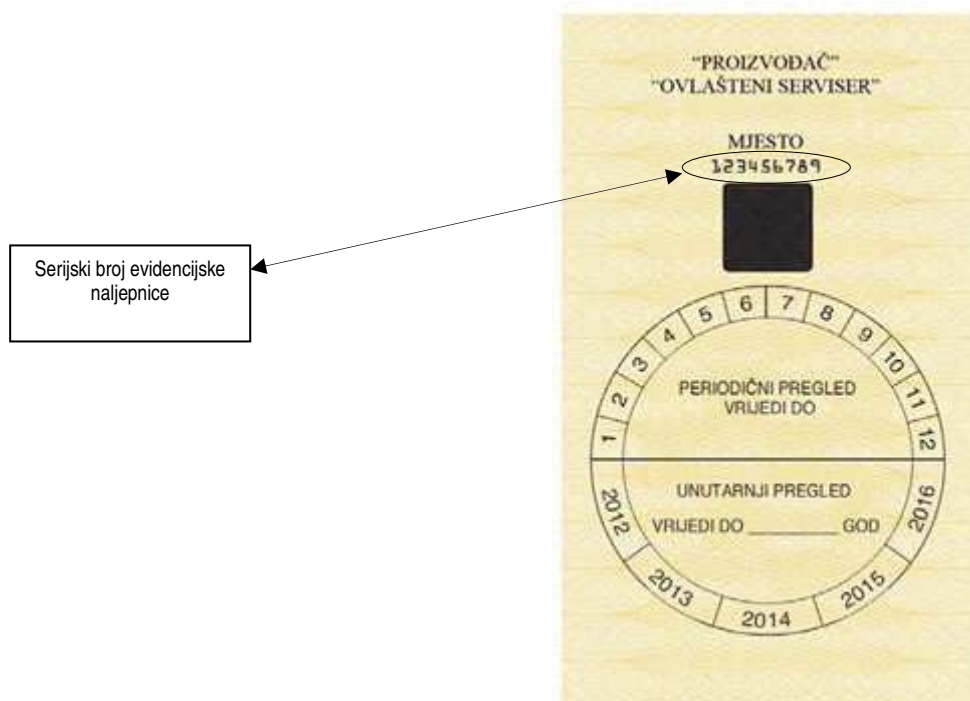 “PROIZVOĐAČ”
“OVLAŠTENI SERVISER”
MJESTO
123456789
Serijski broj evidencijske
naljepnice
1 2 3 4 5 6 7 8 9 10 11 12
PERIODIČNI PREGLED
VRIJEDI DO
UNUTARNJI PREGLED
VRIJEDI DO __________ GOD
2012 2013 2014 2015 2016